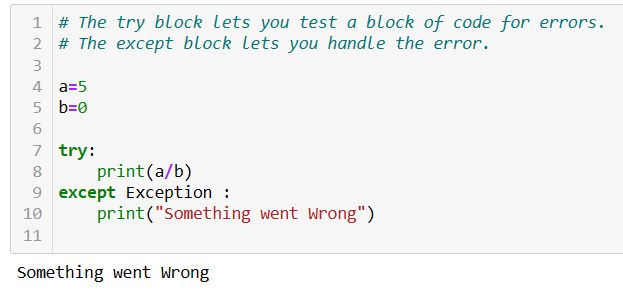 1 # The try block lets you test a block of code for errors.
2 # The except block lets you handle the error.
3
4 a=5
5 b=0
6
7 try:
8     print(a/b)
9 except Exception :
10     print("Something went Wrong")
11
Something went Wrong